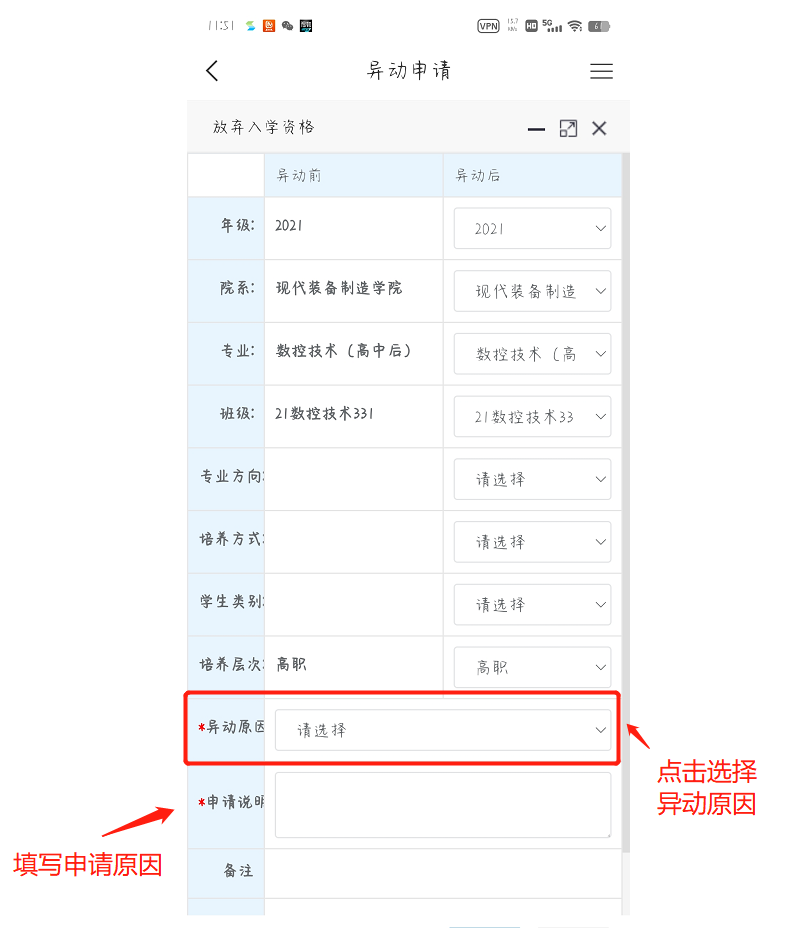 11:51 VPN 15.7 K/s HD 5G 6
异动申请
放弃入学资格
异动前 异动后
年级: 2021 2021
院系: 现代装备制造学院 现代装备制造
专业: 数控技术（高中后） 数控技术（高
班级: 21数控技术331 21数控技术33
专业方向: 请选择
培养方式: 请选择
学生类别: 请选择
培养层次: 高职 高职
*异动原因 请选择
点击选择
异动原因
*申请说明
填写申请原因
备注